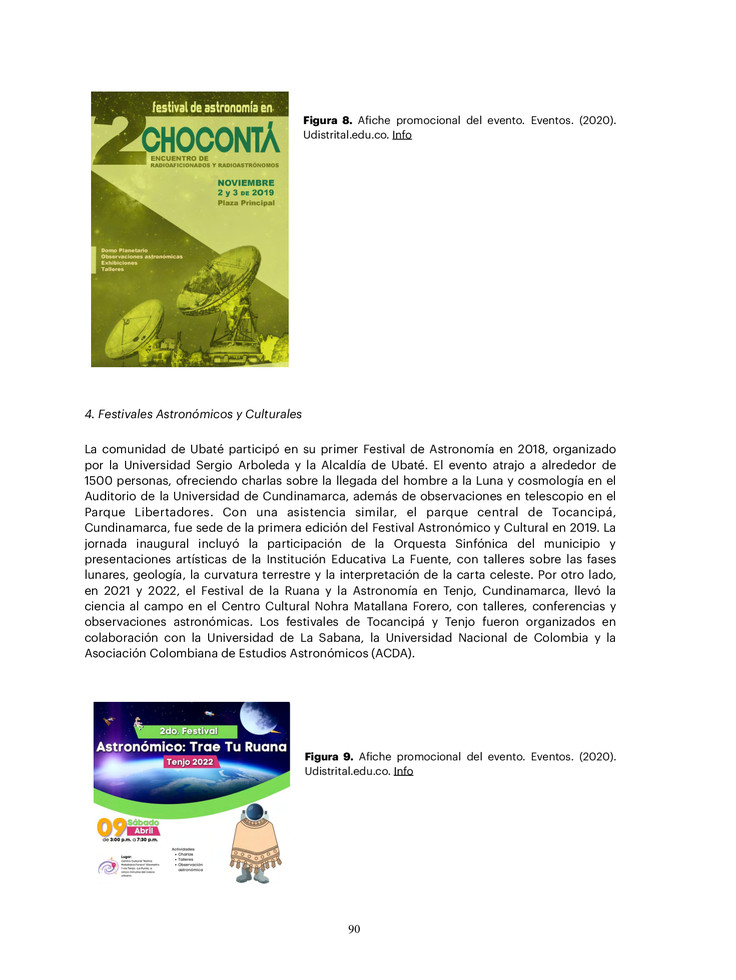 festival de astronomía en
2 CHOCONTÁ
ENCUENTRO DE
RADIOAFICIONADOS Y RADIOASTRÓNOMOS
NOVIEMBRE
2 y 3 DE 2019
Plaza Principal
Domo Planetario
Observaciones astronómicas
Exhibiciones
Talleres
Figura 8. Afiche promocional del evento. Eventos. (2020).
Udistrital.edu.co. Info
4. Festivales Astronómicos y Culturales
La comunidad de Ubaté participó en su primer Festival de Astronomía en 2018, organizado
por la Universidad Sergio Arboleda y la Alcaldía de Ubaté. El evento atrajo a alrededor de
1500 personas, ofreciendo charlas sobre la llegada del hombre a la Luna y cosmología en el
Auditorio de la Universidad de Cundinamarca, además de observaciones en telescopio en el
Parque Libertadores. Con una asistencia similar, el parque central de Tocancipá,
Cundinamarca, fue sede de la primera edición del Festival Astronómico y Cultural en 2019. La
jornada inaugural incluyó la participación de la Orquesta Sinfónica del municipio y
presentaciones artísticas de la Institución Educativa La Fuente, con talleres sobre las fases
lunares, geología, la curvatura terrestre y la interpretación de la carta celeste. Por otro lado,
en 2021 y 2022, el Festival de la Ruana y la Astronomía en Tenjo, Cundinamarca, llevó la
ciencia al campo en el Centro Cultural Nohra Matallana Forero, con talleres, conferencias y
observaciones astronómicas. Los festivales de Tocancipá y Tenjo fueron organizados en
colaboración con la Universidad de La Sabana, la Universidad Nacional de Colombia y la
Asociación Colombiana de Estudios Astronómicos (ACDA).
2do. Festival
Astronómico: Trae Tu Ruana
Tenjo 2022
09 Sábado
Abril
de 3:00 p.m. a 7:30 p.m.
Lugar:
Actividades
• Charlas
• Talleres
• Observación
astronómica
Figura 9. Afiche promocional del evento. Eventos. (2020).
Udistrital.edu.co. Info
90